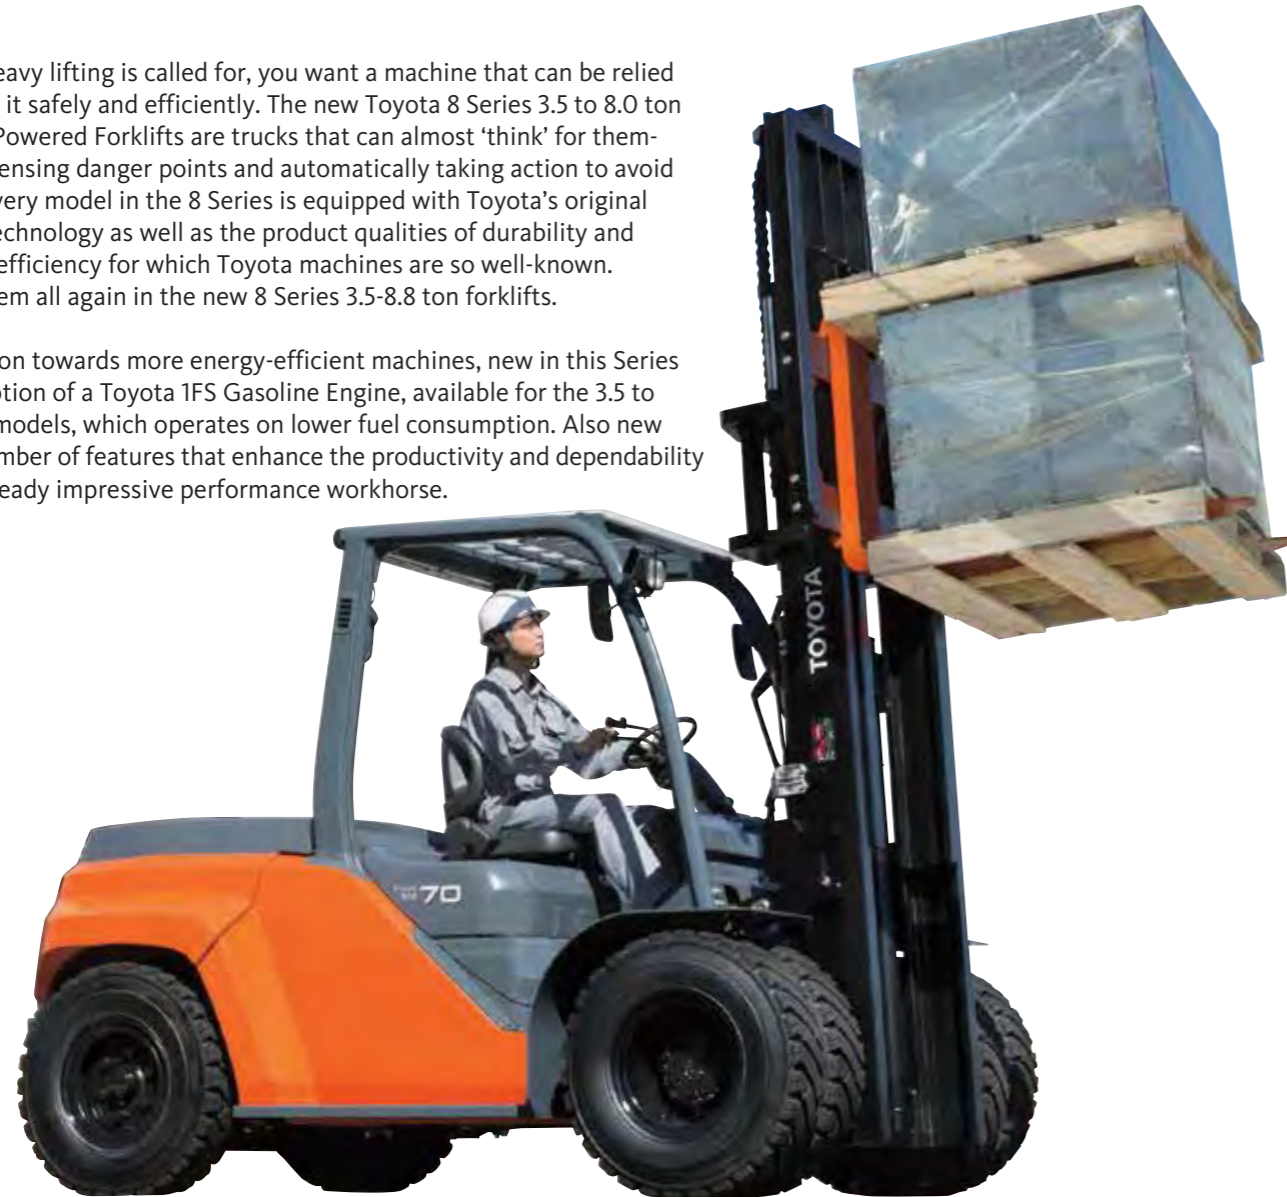 eavy lifting is called for, you want a machine that can be relied
it safely and efficiently. The new Toyota 8 Series 3.5 to 8.0 ton
Powered Forklifts are trucks that can almost ‘think’ for them-
ensing danger points and automatically taking action to avoid
very model in the 8 Series is equipped with Toyota’s original
echnology as well as the product qualities of durability and
efficiency for which Toyota machines are so well-known.
em all again in the new 8 Series 3.5-8.8 ton forklifts.
on towards more energy-efficient machines, new in this Series
ption of a Toyota 1FS Gasoline Engine, available for the 3.5 to
models, which operates on lower fuel consumption. Also new
mber of features that enhance the productivity and dependability
eady impressive performance workhorse.
TOYOTA
70